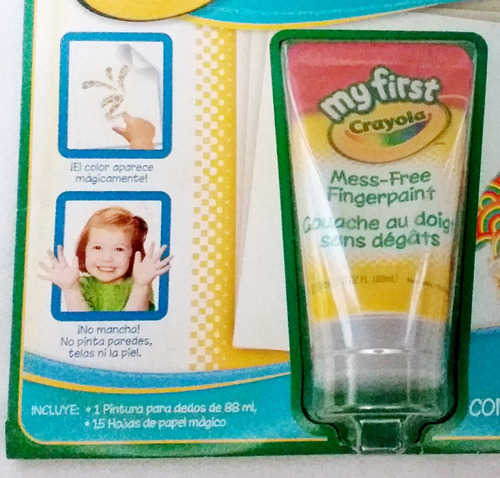 ¡El color aparece
mágicamente!
¡No mancha!
No pinta paredes,
telas ni la piel.
INCLUYE: • 1 Pintura para dedos de 88 ml.
• 15 Hojas de papel mágico
my first
Crayola
Mess-Free
Fingerpaint
Gouache au doigt
sans dégâts
FL. (88mL)
CON